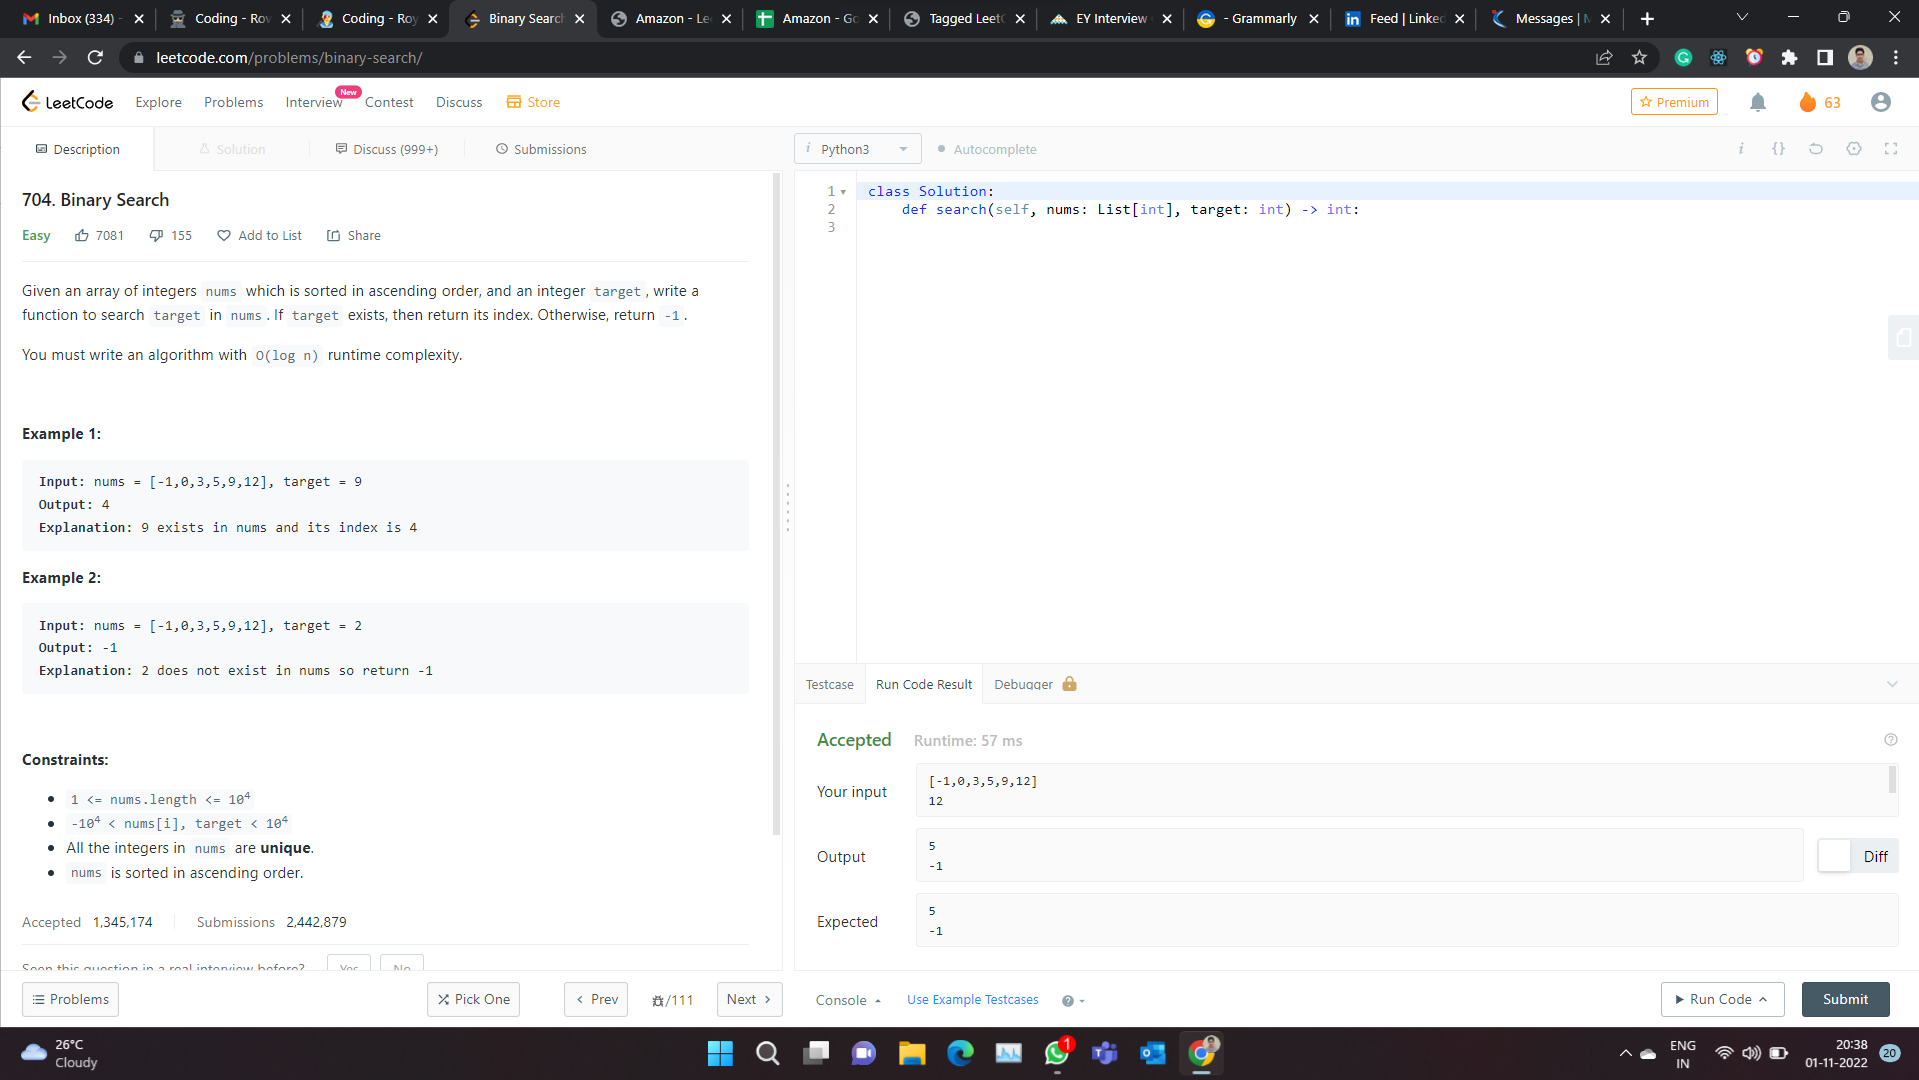 Inbox (334) -
Coding - Rov
Coding - Roy
Binary Search
Amazon - Le
Amazon - Go
Tagged Leet
EY Interview
- Grammarly
Feed | Linke
Messages | N
leetcode.com/problems/binary-search/
LeetCode
Explore
Problems
Interview
New
Contest
Discuss
Store
Premium
63
Description
Solution
Discuss (999+)
Submissions
i Python3
Autocomplete
i
{}
704. Binary Search
Easy
7081
155
Add to List
Share
Given an array of integers nums which is sorted in ascending order, and an integer target, write a
function to search target in nums. If target exists, then return its index. Otherwise, return -1.
You must write an algorithm with O(log n) runtime complexity.
Example 1:
Input: nums = [-1,0,3,5,9,12], target = 9
Output: 4
Explanation: 9 exists in nums and its index is 4
Example 2:
Input: nums = [-1,0,3,5,9,12], target = 2
Output: -1
Explanation: 2 does not exist in nums so return -1
Constraints:
1 <= nums.length <= 10⁴
-10⁴ < nums[i], target < 10⁴
All the integers in nums are unique.
nums is sorted in ascending order.
Accepted 1,345,174
Submissions 2,442,879
Seen this question in a real interview before?
Yes
No
1 class Solution:
2 def search(self, nums: List[int], target: int) -> int:
3
Testcase
Run Code Result
Debugger
Accepted
Runtime: 57 ms
Your input
[-1,0,3,5,9,12]
12
Output
5
-1
Diff
Expected
5
-1
Problems
Pick One
Prev
/111
Next
Console
Use Example Testcases
Run Code
Submit
26°C
Cloudy
1
ENG
IN
20:38
01-11-2022
20